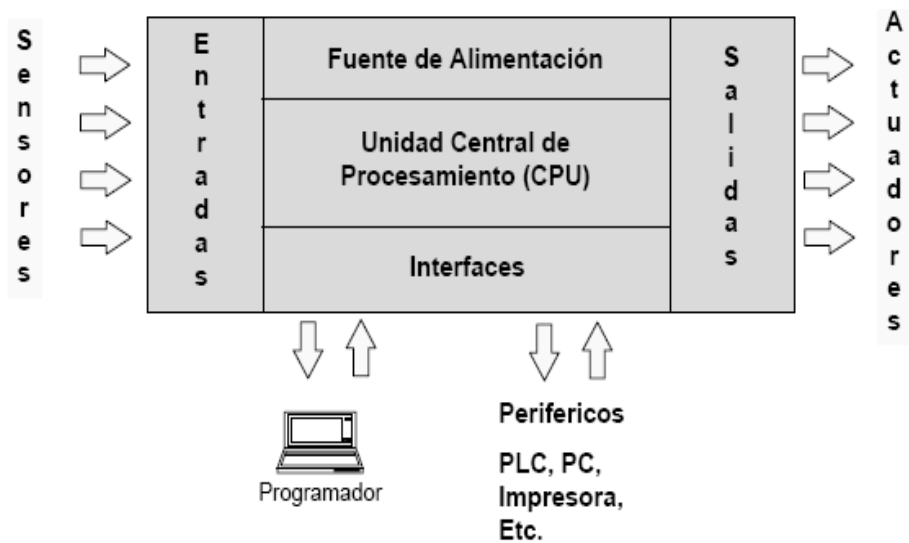 Sensores
Entradas
Fuente de Alimentación
Unidad Central de
Procesamiento (CPU)
Interfaces
Salidas
Actuadores
Programador
Perifericos
PLC, PC,
Impresora,
Etc.